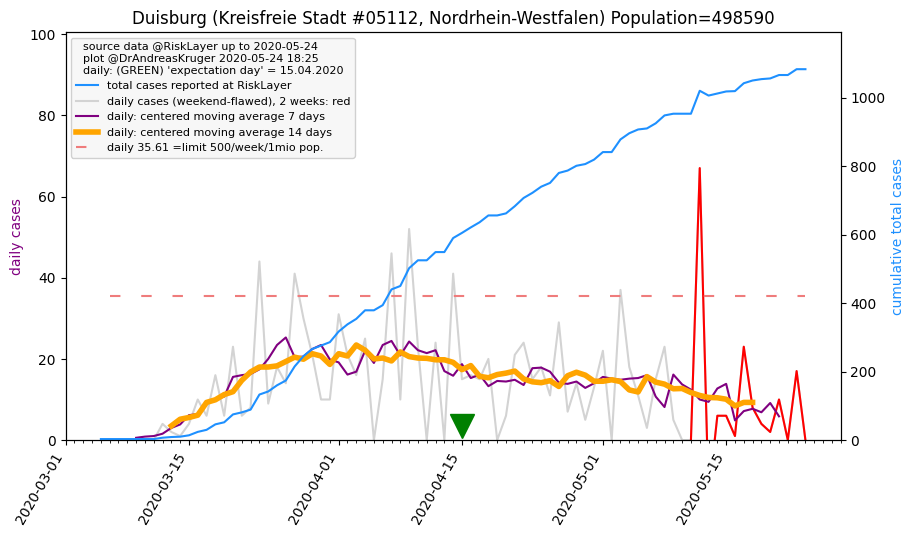 Duisburg (Kreisfreie Stadt #05112, Nordrhein-Westfalen) Population=498590
source data @RiskLayer up to 2020-05-24
plot @DrAndreasKruger 2020-05-24 18:25
daily: (GREEN) 'expectation day' = 15.04.2020
total cases reported at RiskLayer
daily cases (weekend-flawed), 2 weeks: red
daily: centered moving average 7 days
daily: centered moving average 14 days
daily 35.61 =limit 500/week/1mio pop.
daily cases
100
80
60
40
20
0
cumulative total cases
1000
800
600
400
200
0
2020-03-01
2020-03-15
2020-04-01
2020-04-15
2020-05-01
2020-05-15